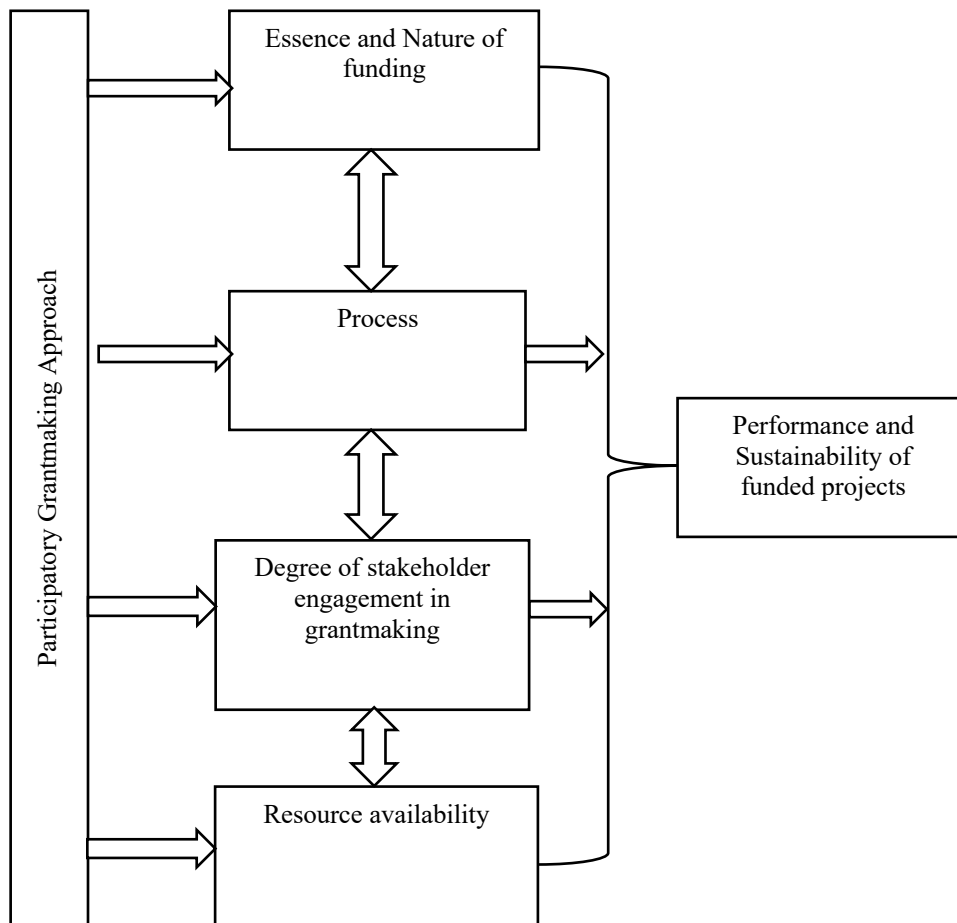 Participatory Grantmaking Approach
Essence and Nature of
funding
Process
Degree of stakeholder
engagement in
grantmaking
Resource availability
Performance and
Sustainability of
funded projects